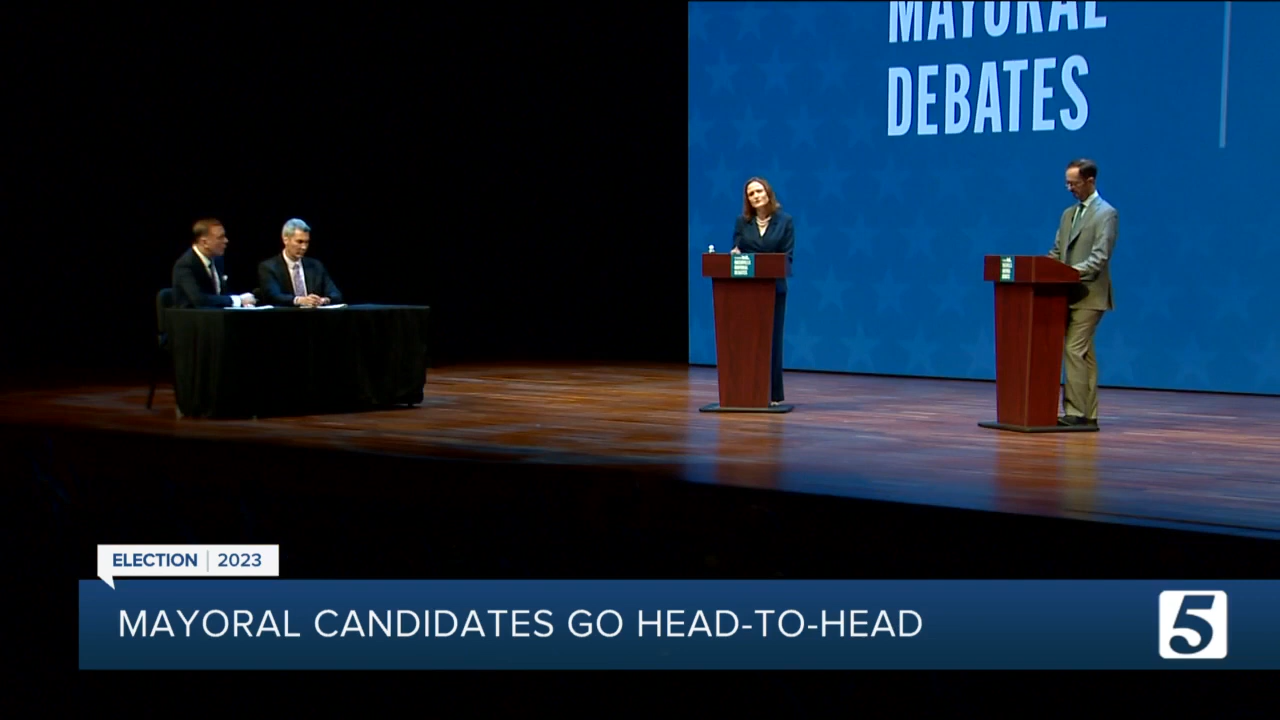 MAYORAL
DEBATES
ELECTION | 2023
MAYORAL CANDIDATES GO HEAD-TO-HEAD
5